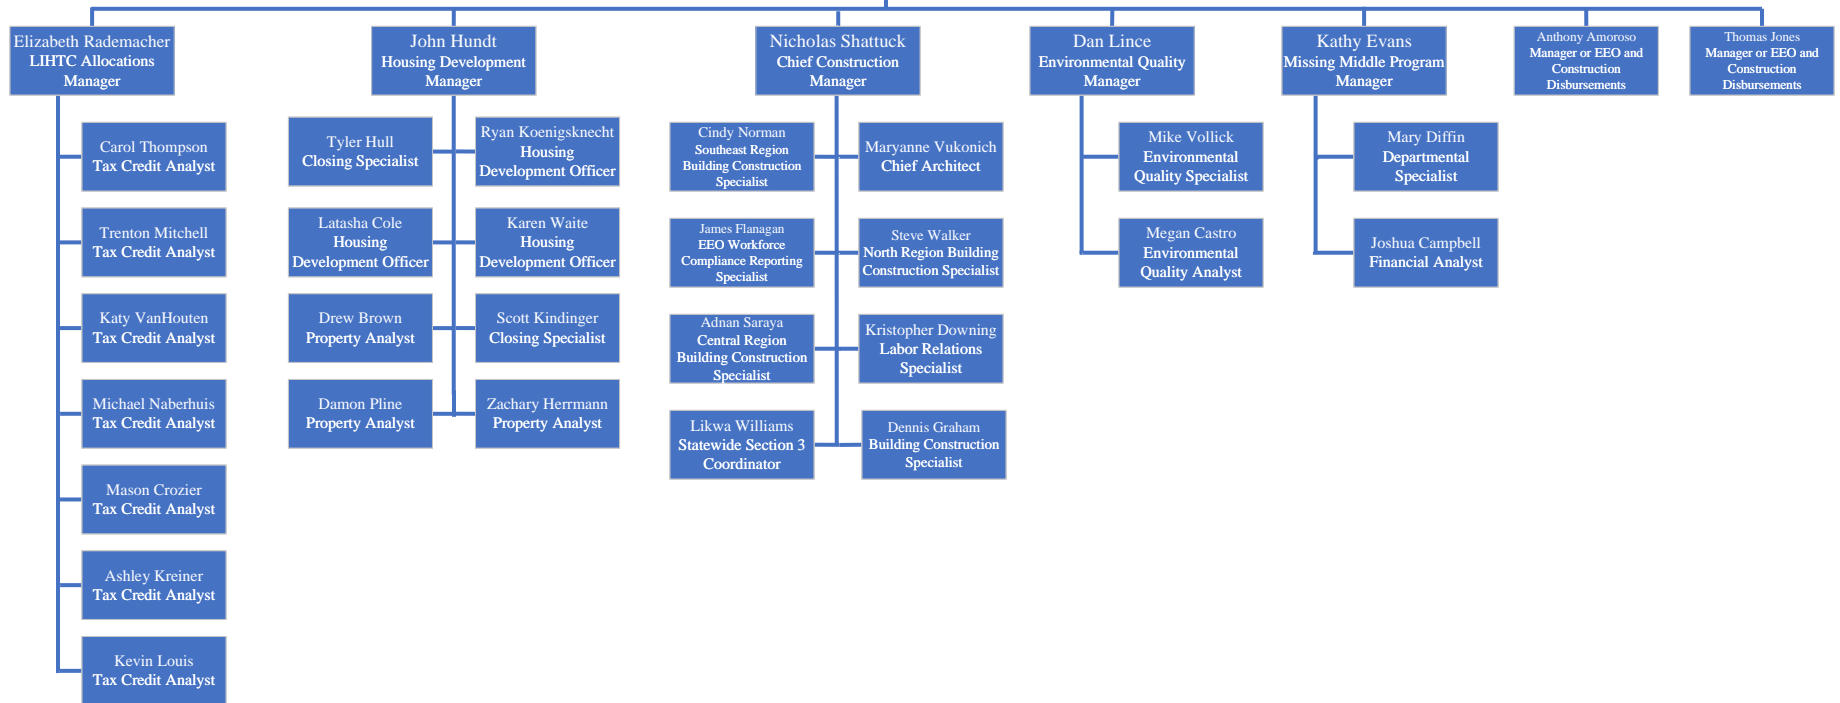 Elizabeth Rademacher
LIHTC Allocations
Manager
John Hundt
Housing Development
Manager
Nicholas Shattuck
Chief Construction
Manager
Dan Lince
Environmental Quality
Manager
Kathy Evans
Missing Middle Program
Manager
Anthony Amoroso
Manager or EEO and
Construction
Disbursements
Thomas Jones
Manager or EEO and
Construction
Disbursements
Carol Thompson
Tax Credit Analyst
Trenton Mitchell
Tax Credit Analyst
Katy VanHouten
Tax Credit Analyst
Michael Naberhuis
Tax Credit Analyst
Mason Crozier
Tax Credit Analyst
Ashley Kreiner
Tax Credit Analyst
Kevin Louis
Tax Credit Analyst
Tyler Hull
Closing Specialist
Ryan Koenigsknecht
Housing
Development Officer
Latasha Cole
Housing
Development Officer
Karen Waite
Housing
Development Officer
Drew Brown
Property Analyst
Scott Kindinger
Closing Specialist
Damon Pline
Property Analyst
Zachary Herrmann
Property Analyst
Cindy Norman
Southeast Region
Building Construction
Specialist
Maryanne Vukonich
Chief Architect
James Flanagan
EEO Workforce
Compliance Reporting
Specialist
Steve Walker
North Region Building
Construction Specialist
Adnan Saraya
Central Region
Building Construction
Specialist
Kristopher Downing
Labor Relations
Specialist
Likwa Williams
Statewide Section 3
Coordinator
Dennis Graham
Building Construction
Specialist
Mike Vollick
Environmental
Quality Specialist
Megan Castro
Environmental
Quality Analyst
Mary Diffin
Departmental
Specialist
Joshua Campbell
Financial Analyst